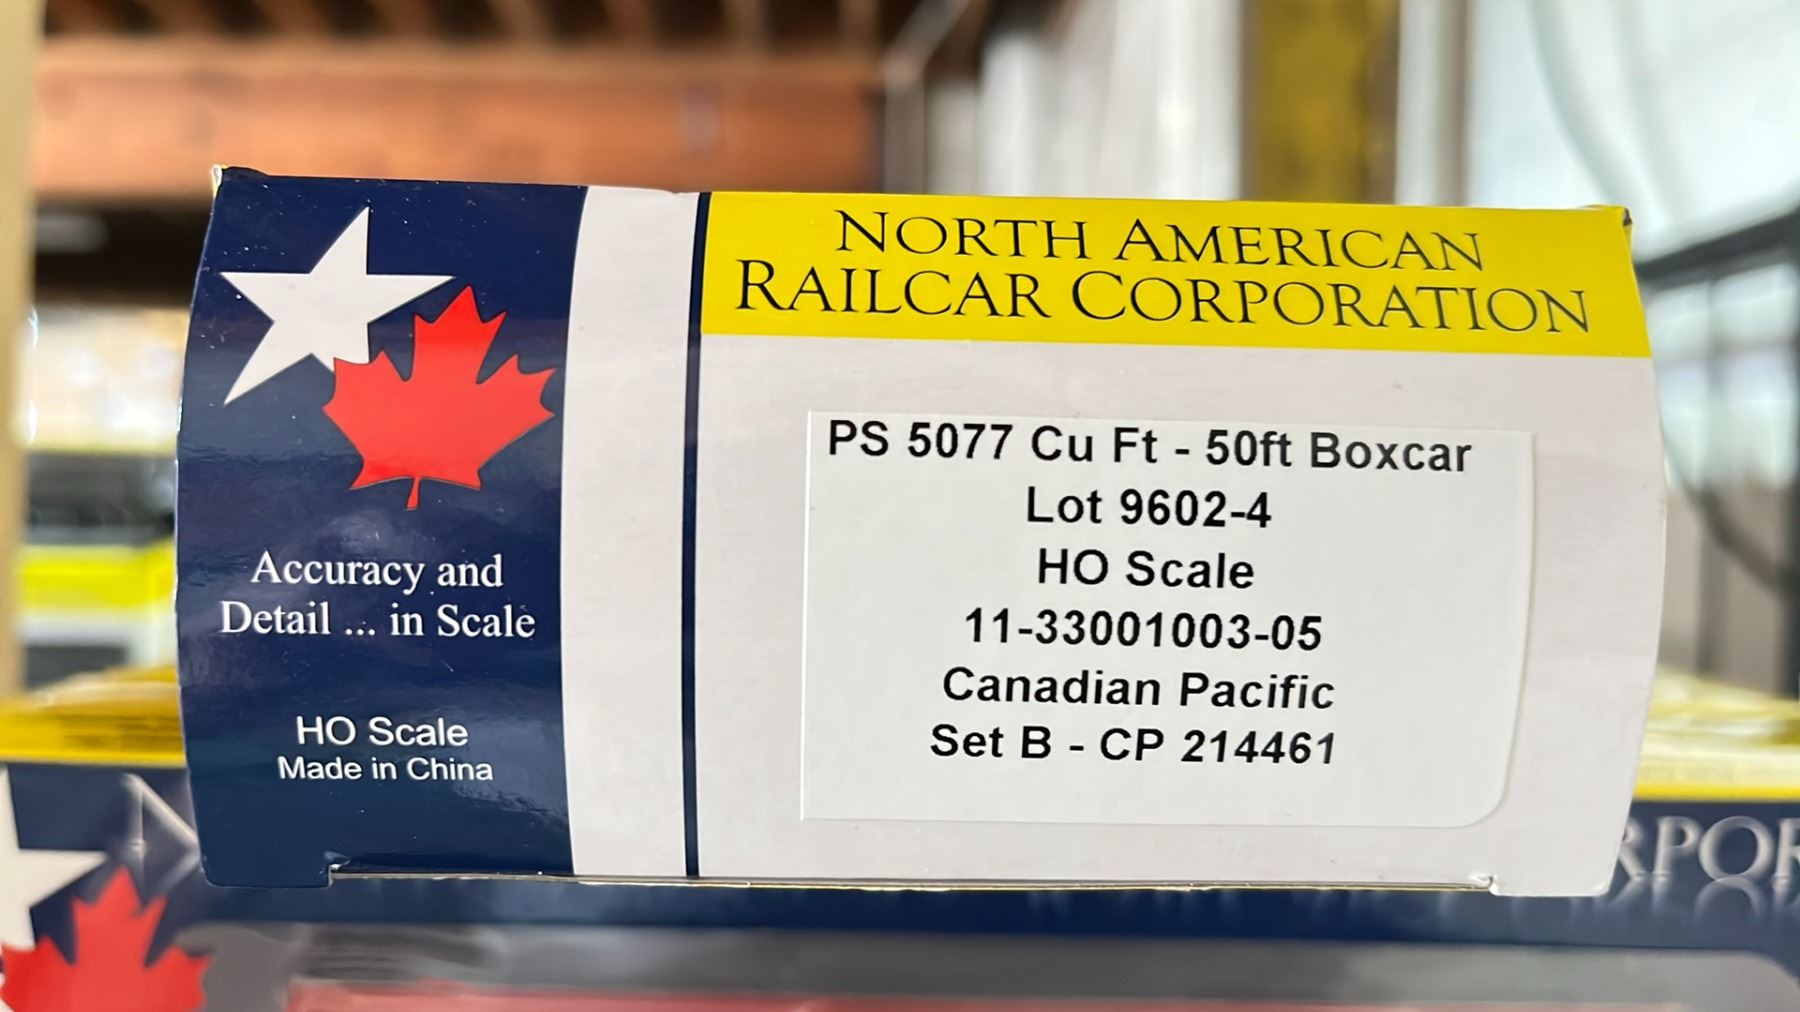 NORTH AMERICAN
RAILCAR CORPORATION
PS 5077 Cu Ft - 50ft Boxcar
Lot 9602-4
HO Scale
11-33001003-05
Canadian Pacific
Set B - CP 214461
Accuracy and
Detail ... in Scale
HO Scale
Made in China
RPOR